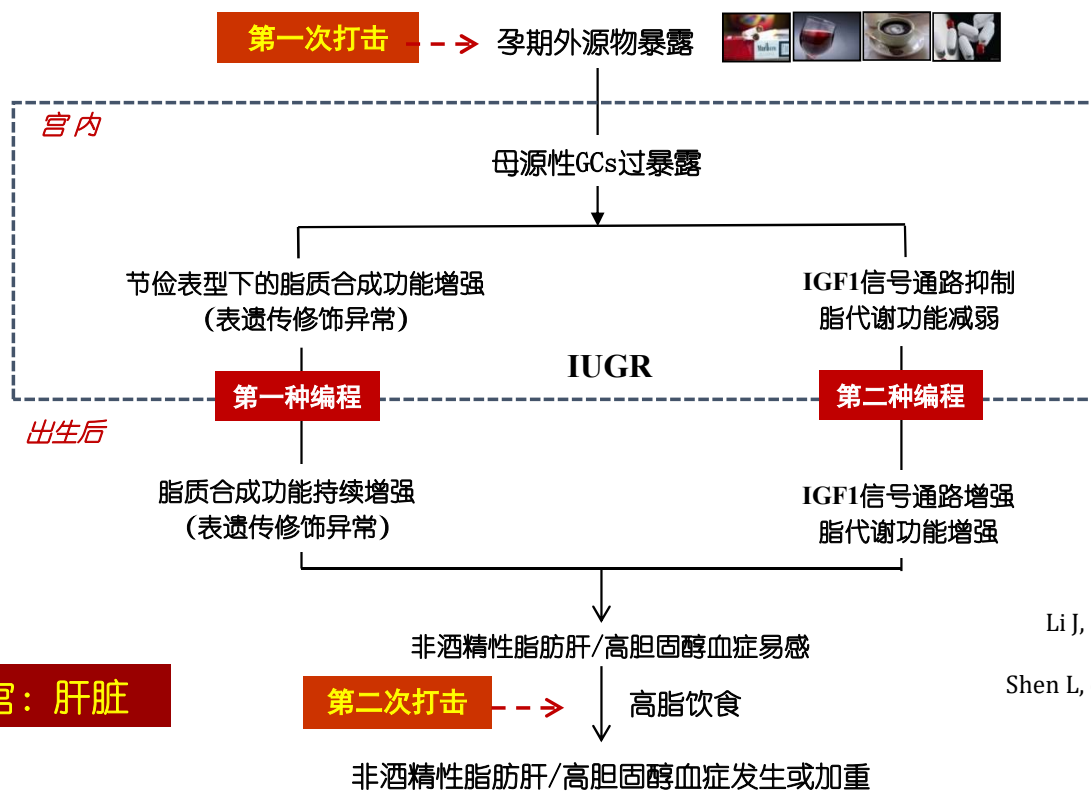 第一次打击
孕期外源物暴露
宫内
母源性GCs过暴露
节俭表型下的脂质合成功能增强
(表遗传修饰异常)
IGF1信号通路抑制
脂代谢功能减弱
IUGR
第一种编程
第二种编程
出生后
脂质合成功能持续增强
(表遗传修饰异常)
IGF1信号通路增强
脂代谢功能增强
非酒精性脂肪肝/高胆固醇血症易感
Li J,
官：肝脏
第二次打击
高脂饮食
Shen L,
非酒精性脂肪肝/高胆固醇血症发生或加重